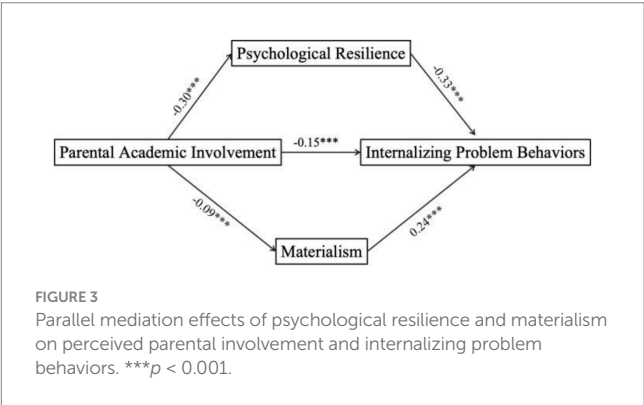 Psychological Resilience
-0.30***
-0.33***
Parental Academic Involvement
-0.15***
Internalizing Problem Behaviors
-0.09***
0.24***
Materialism
FIGURE 3
Parallel mediation effects of psychological resilience and materialism
on perceived parental involvement and internalizing problem
behaviors. ***p < 0.001.